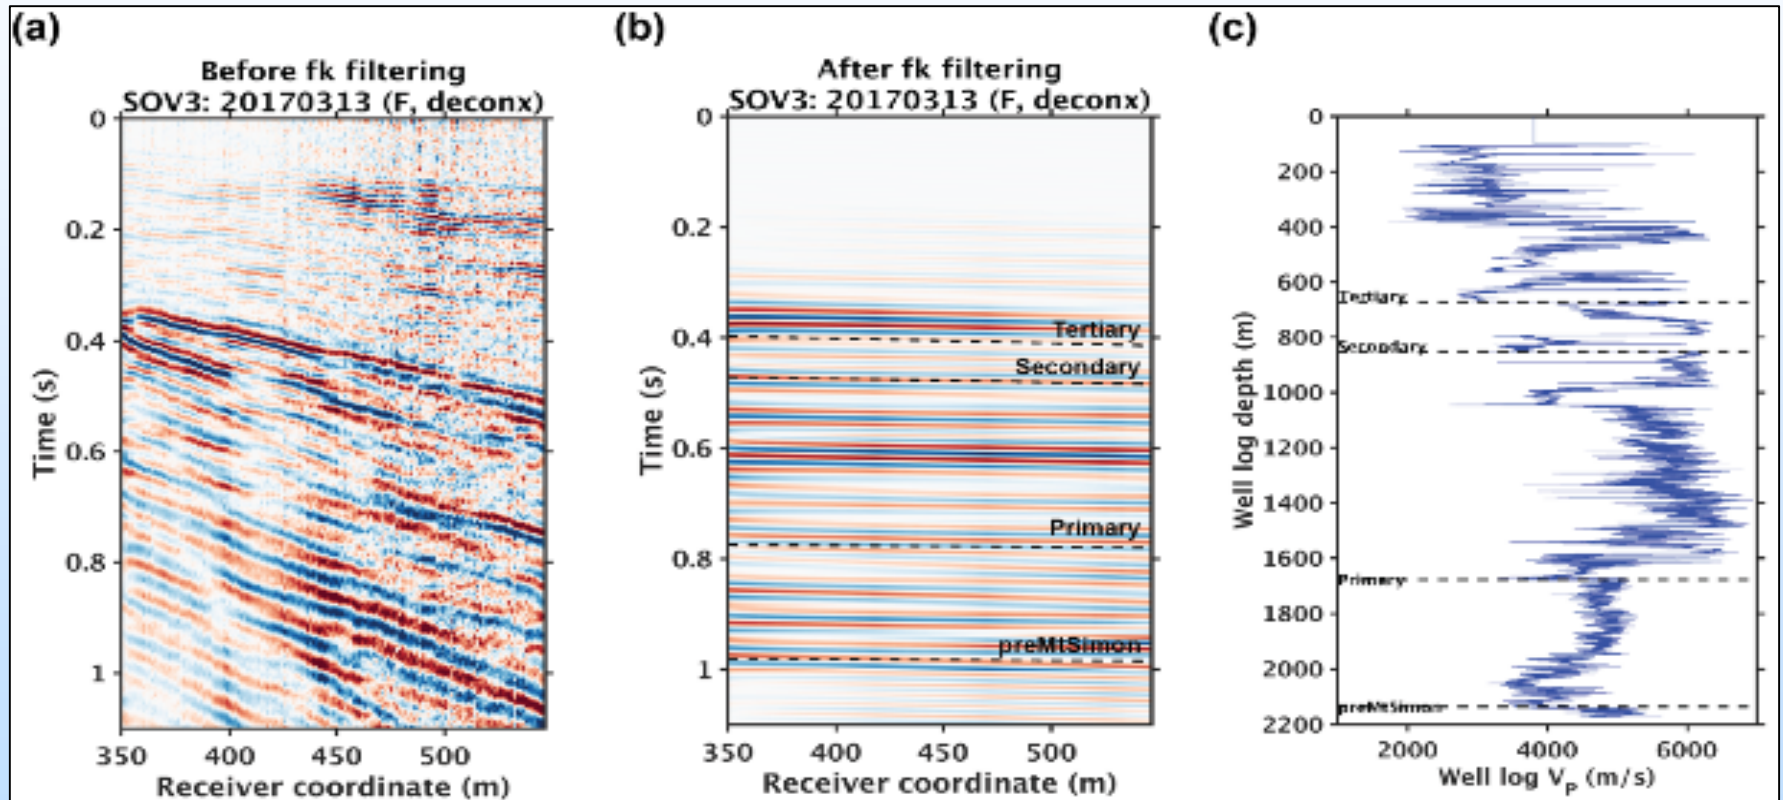 (a)
Before fk filtering
SOV3: 20170313 (F, deconx)
0
0.2
0.4
0.6
0.8
1
Time (s)
350
400
450
500
Receiver coordinate (m)
(b)
After fk filtering
SOV3: 20170313 (F, deconx)
0
0.2
0.4
0.6
0.8
1
Time (s)
Tertiary
Secondary
Primary
preMtSimon
350
400
450
500
Receiver coordinate (m)
(c)
0
200
400
600
800
1000
1200
1400
1600
1800
2000
2200
Well log depth (m)
Tertiary
Secondary
Primary
preMtSimon
2000
4000
6000
Well log VP (m/s)